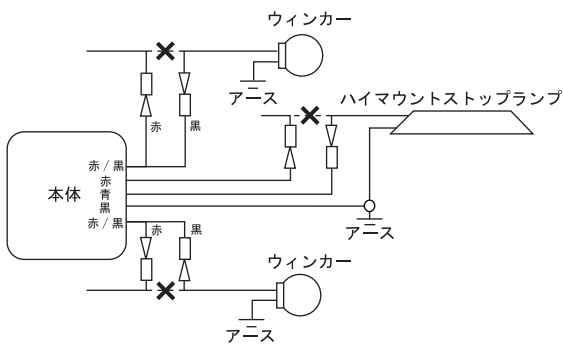 ウィンカー
アース
ハイマウントストップランプ
赤
黒
赤/黒
赤
青
黒
赤/黒
本体
アース
赤
黒
ウィンカー
アース